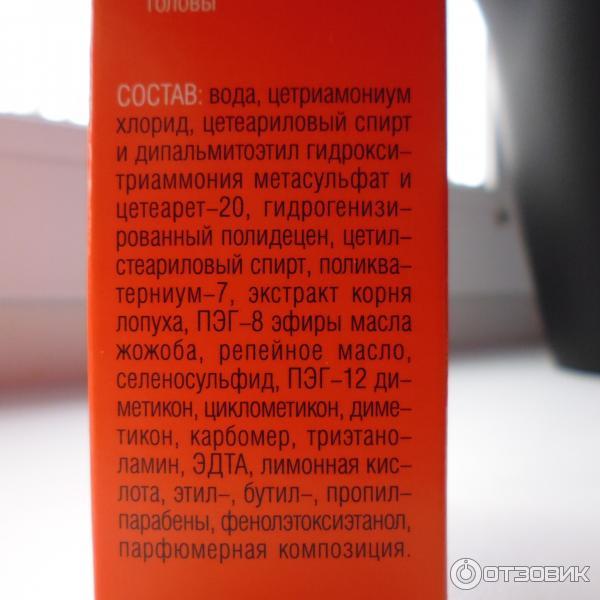 ГОЛОВЫ
СОСТАВ: вода, цетриамониум
хлорид, цетеариловый спирт
и дипальмитоэтил гидрокси-
триаммония метасульфат и
цетеарет–20, гидрогенизи-
рованный полидецен, цетил-
стеариловый спирт, поликва-
терниум–7, экстракт корня
лопуха, ПЭГ–8 эфиры масла
жожоба, репейное масло,
селеносульфид, ПЭГ–12 ди-
метикон, циклометикон, диме-
тикон, карбомер, триэтано-
ламин, ЭДТА, лимонная кис-
лота, этил–, бутил–, пропил-
парабены, фенолэтоксиэтанол,
парфюмерная композиция.
ОТЗОВИК